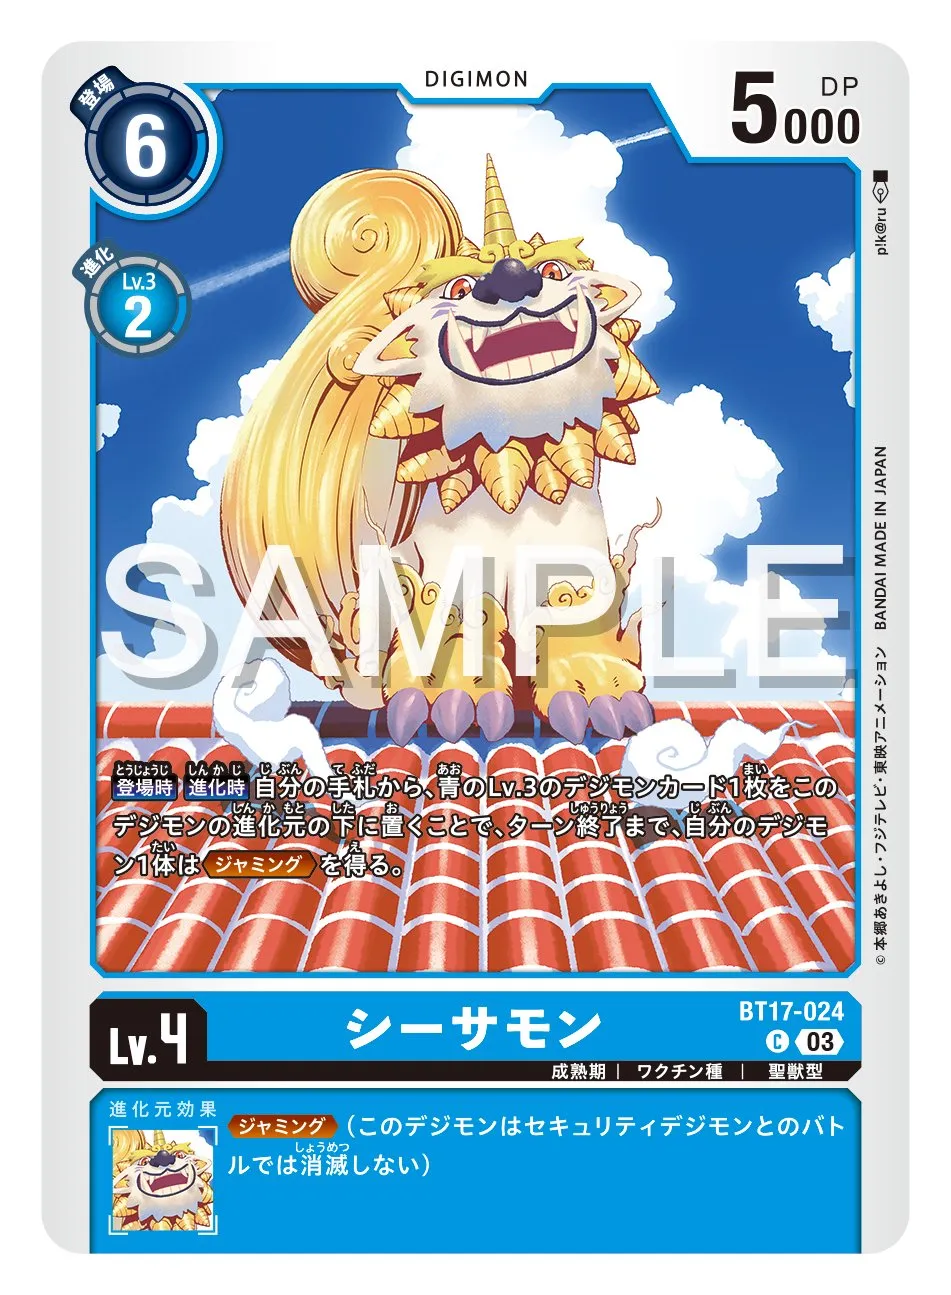 DIGIMON
登場
6
DP
5000
進化
Lv.3
2
p!k@ru
BANDAI MADE IN JAPAN
©本郷あきよし・フジテレビ・東映アニメーション
SAMPLE
登場時 進化時 自分の手札から、青のLv.3のデジモンカード1枚をこの
デジモンの進化元の下に置くことで、ターン終了まで、自分のデジモ
ン1体は ジャミング を得る。
Lv.4
シーサモン
BT17-024
C 03
成熟期 | ワクチン種 | 聖獣型
進化元効果
ジャミング (このデジモンはセキュリティデジモンとのバト
ルでは消滅しない)